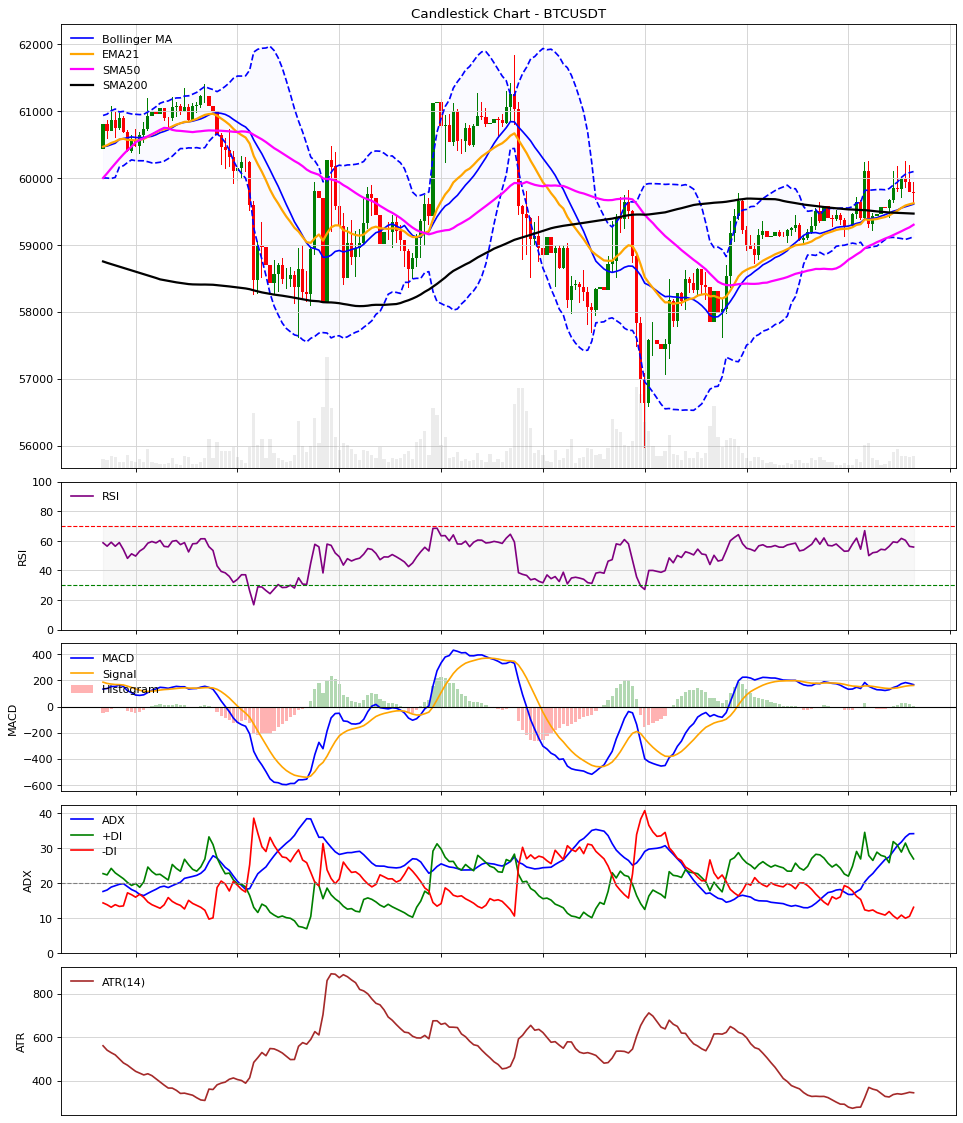 Candlestick Chart - BTCUSDT
62000
61000
60000
59000
58000
57000
56000
Bollinger MA
EMA21
SMA50
SMA200
100
80
60
40
20
0
RSI
RSI
400
200
0
−200
−400
−600
MACD
MACD
Signal
Histogram
40
30
20
10
0
ADX
ADX
+DI
-DI
800
600
400
ATR
ATR(14)